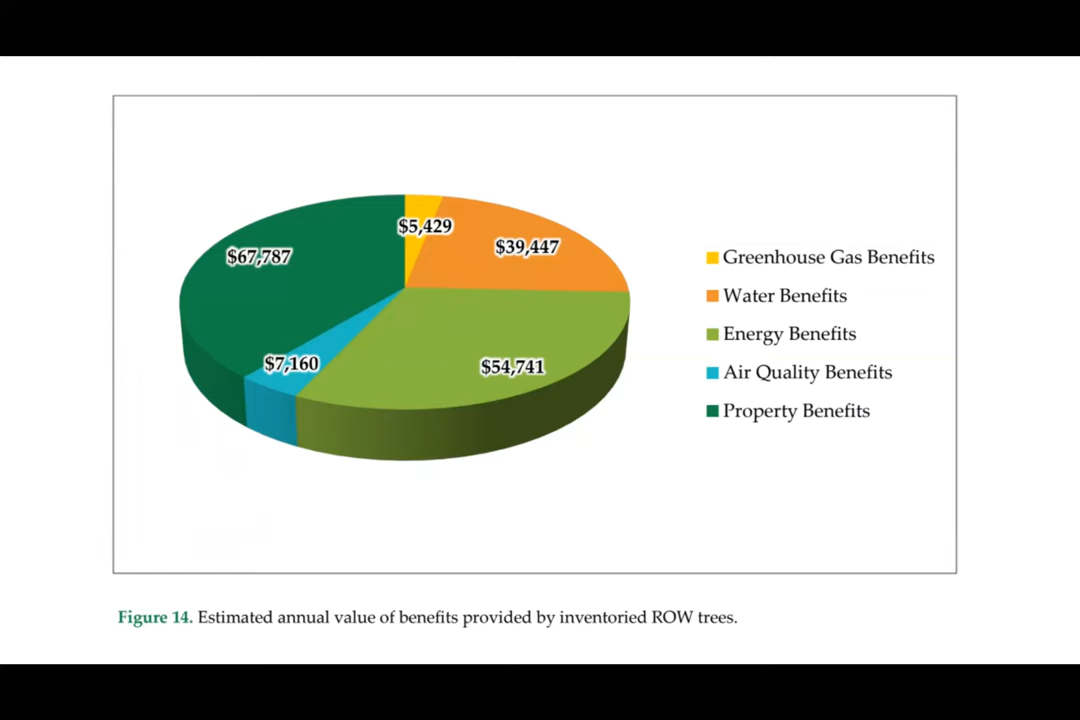 $5,429
$39,447
$67,787
$7,160
$54,741
Greenhouse Gas Benefits
Water Benefits
Energy Benefits
Air Quality Benefits
Property Benefits
Figure 14. Estimated annual value of benefits provided by inventoried ROW trees.